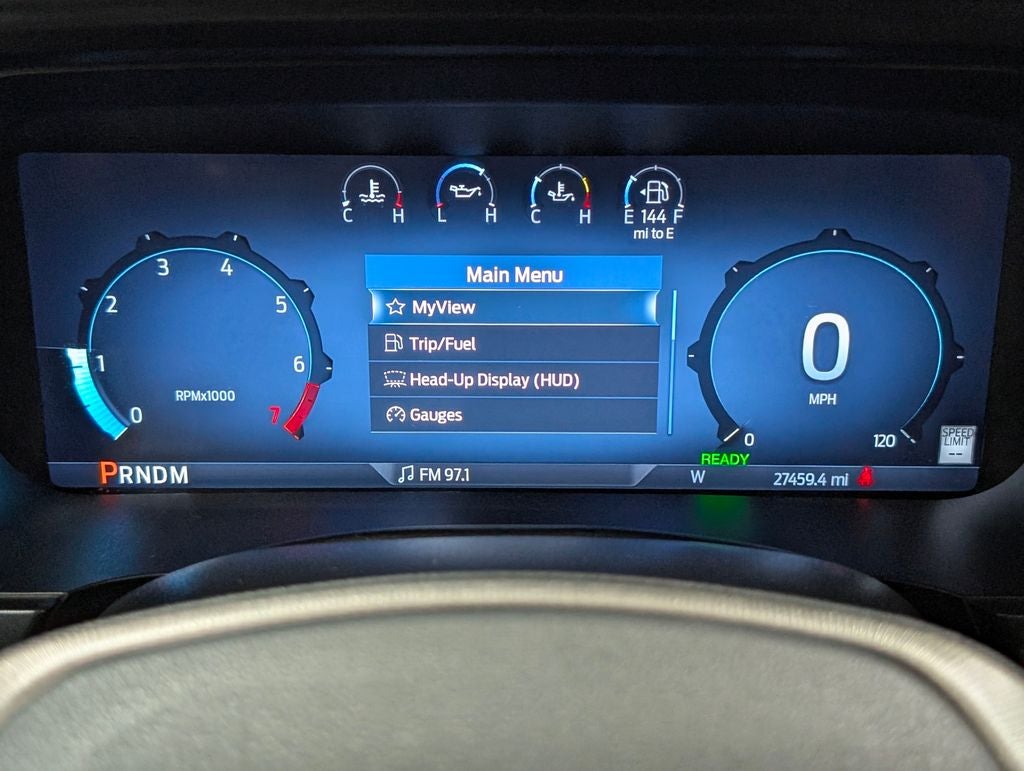 C H
L H
C H
E 144 F
mi to E
0
1
2
3
4
5
6
7
RPMx1000
Main Menu
MyView
Trip/Fuel
Head-Up Display (HUD)
Gauges
0
MPH
0
120
SPEED
LIMIT
--
READY
PRNDM
FM 97.1
W
27459.4 mi